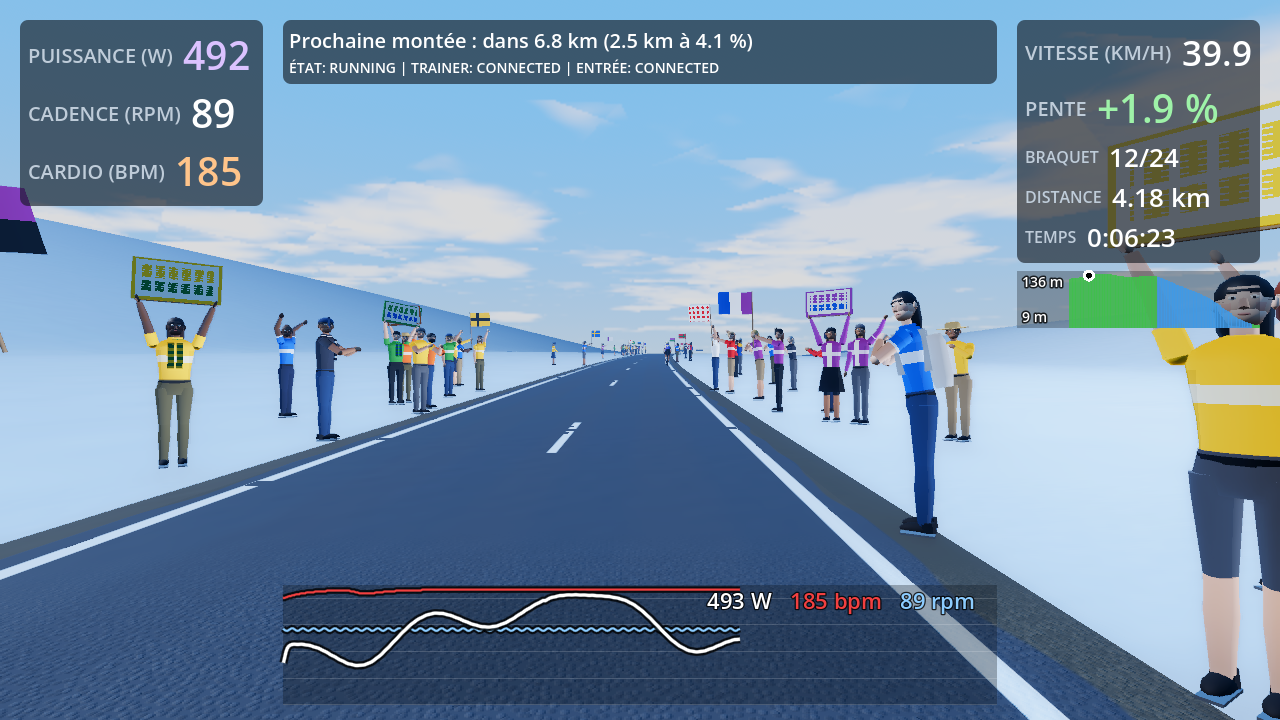 PUISSANCE (W) 492
CADENCE (RPM) 89
CARDIO (BPM) 185
Prochaine montée : dans 6.8 km (2.5 km à 4.1 %)
ÉTAT: RUNNING | TRAINER: CONNECTED | ENTRÉE: CONNECTED
VITESSE (KM/H) 39.9
PENTE +1.9 %
BRAQUET 12/24
DISTANCE 4.18 km
TEMPS 0:06:23
136 m
9 m
493 W 185 bpm 89 rpm